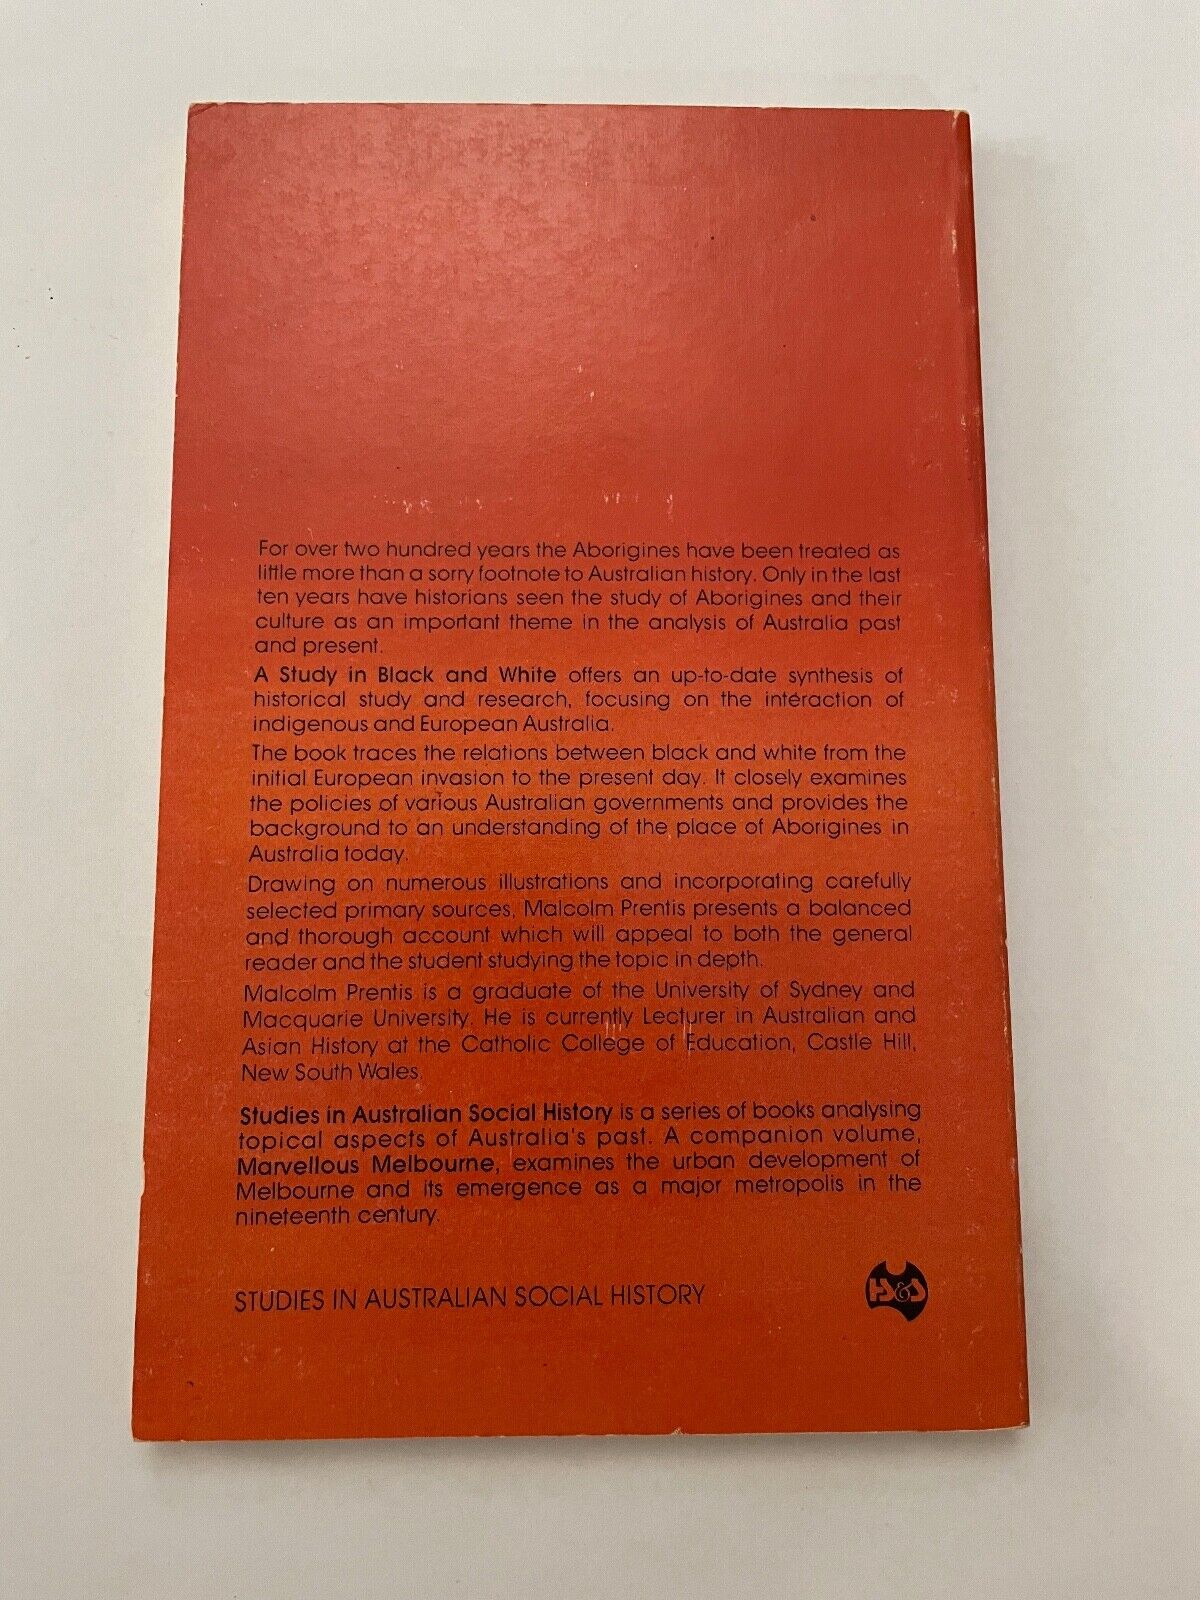 For over two hundred years the Aborigines have been treated as
little more than a sorry footnote to Australian history. Only in the last
ten years have historians seen the study of Aborigines and their
culture as an important theme in the analysis of Australia past
and present.
A Study in Black and White offers an up-to-date synthesis of
historical study and research, focusing on the interaction of
indigenous and European Australia.
The book traces the relations between black and white from the
initial European invasion to the present day. It closely examines
the policies of various Australian governments and provides the
background to an understanding of the place of Aborigines in
Australia today.
Drawing on numerous illustrations and incorporating carefully
selected primary sources, Malcolm Prentis presents a balanced
and thorough account which will appeal to both the general
reader and the student studying the topic in depth.
Malcolm Prentis is a graduate of the University of Sydney and
Macquarie University. He is currently Lecturer in Australian and
Asian History at the Catholic College of Education, Castle Hill,
New South Wales.
Studies in Australian Social History is a series of books analysing
topical aspects of Australia's past. A companion volume,
Marvellous Melbourne, examines the urban development of
Melbourne and its emergence as a major metropolis in the
nineteenth century.
STUDIES IN AUSTRALIAN SOCIAL HISTORY
HS&S